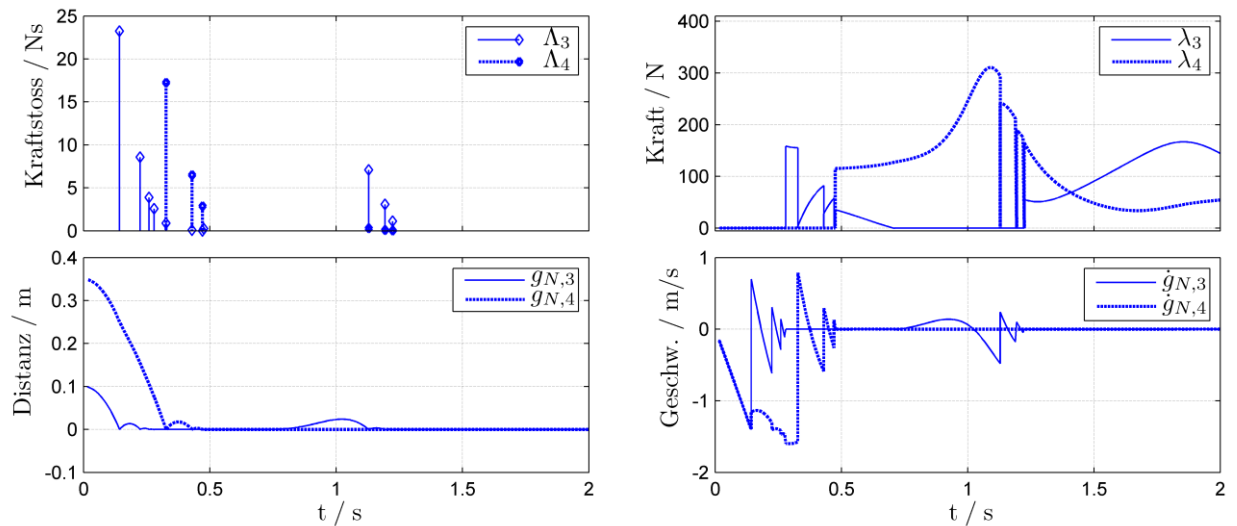 25
20
15
10
5
0
Kraftstoss / Ns
Λ3
Λ4
400
300
200
100
0
Kraft / N
λ3
λ4
0.4
0.3
0.2
0.1
0
-0.1
Distanz / m
gN,3
gN,4
0
0.5
1
1.5
2
t / s
1
0
-1
-2
Geschw. / m/s
ġN,3
ġN,4
0
0.5
1
1.5
2
t / s